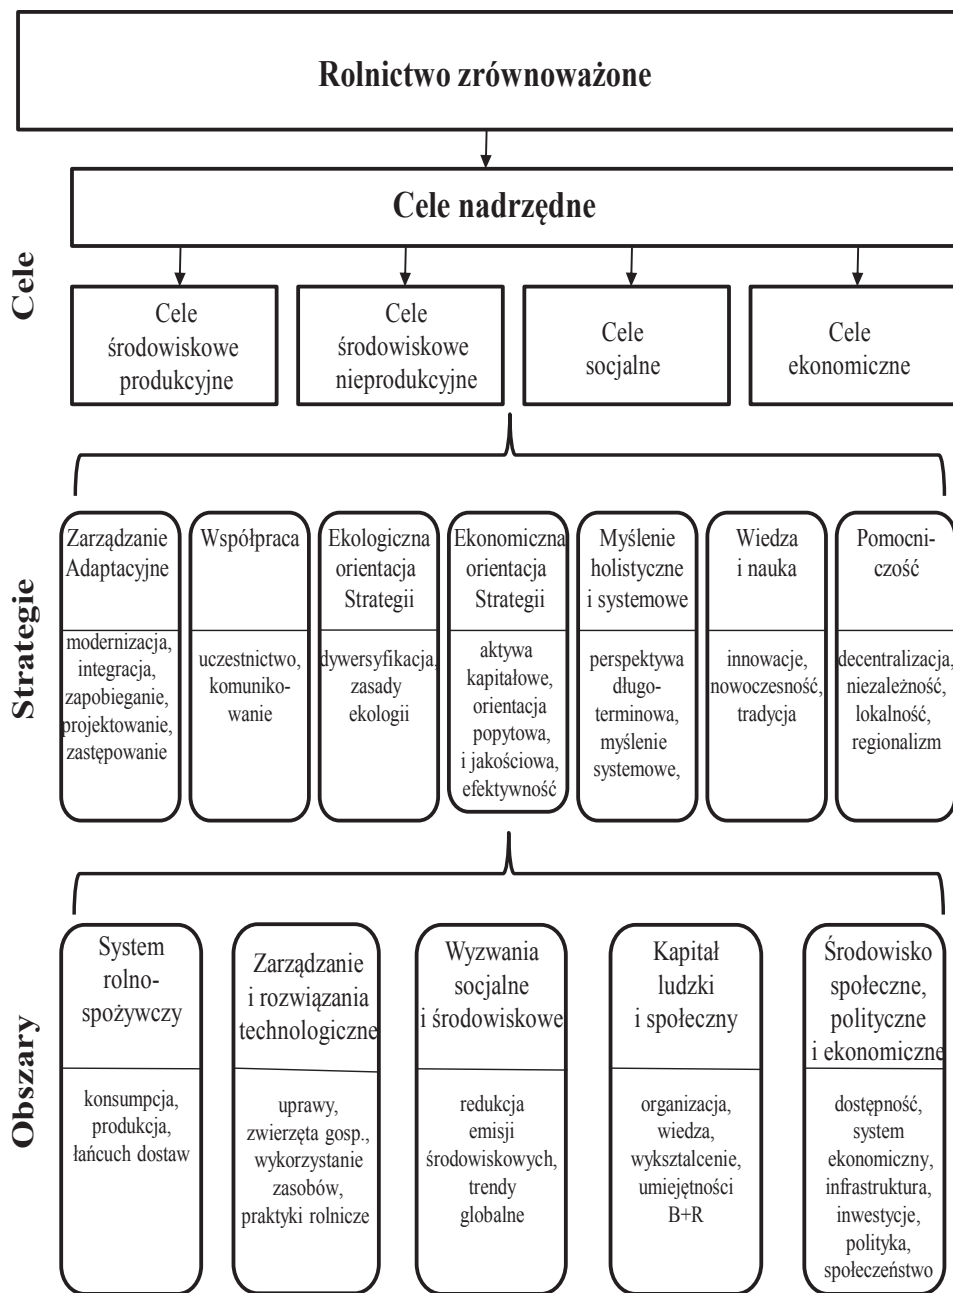 Rolnictwo zrównoważone
Cele nadrzędne
Cele
Cele
środowiskowe
produkcyjne
Cele
środowiskowe
nieprodukcyjne
Cele
socjalne
Cele
ekonomiczne
Strategie
Zarządzanie
Adaptacyjne
modernizacja,
integracja,
zapobieganie,
projektowanie,
zastępowanie
Współpraca
uczestnictwo,
komuniko-
wanie
Ekologiczna
orientacja
Strategii
dywersyfikacja,
zasady
ekologii
Ekonomiczna
orientacja
Strategii
aktywa
kapitałowe,
orientacja
popytowa,
i jakościowa,
efektywność
Myślenie
holistyczne
i systemowe
perspektywa
długo-
terminowa,
myślenie
systemowe,
Wiedza
i nauka
innowacje,
nowoczesność,
tradycja
Pomocni-
czość
decentralizacja,
niezależność,
lokalność,
regionalizm
Obszary
System
rolno-
spożywczy
konsumpcja,
produkcja,
łańcuch dostaw
Zarządzanie
i rozwiązania
technologiczne
uprawy,
zwierzęta gosp.,
wykorzystanie
zasobów,
praktyki rolnicze
Wyzwania
socjalne
i środowiskowe
redukcja
emisji
środowiskowych,
trendy
globalne
Kapitał
ludzki
i społeczny
organizacja,
wiedza,
wyksztalcenie,
umiejętności
B+R
Środowisko
społeczne,
polityczne
i ekonomiczne
dostępność,
system
ekonomiczny,
infrastruktura,
inwestycje,
polityka,
społeczeństwo